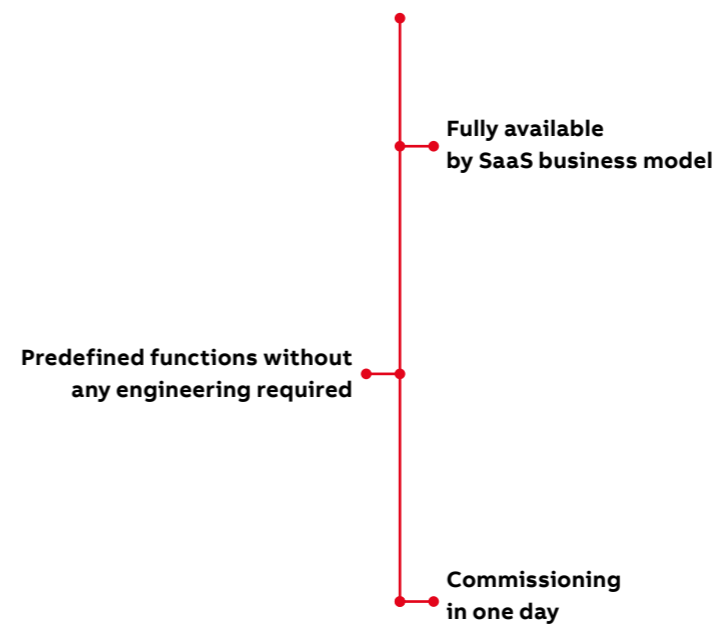 Fully available
by SaaS business model
Predefined functions without
any engineering required
Commissioning
in one day